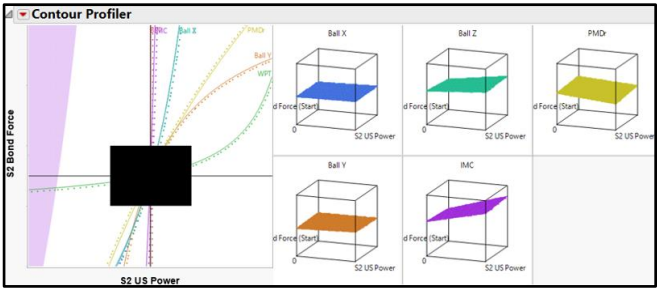 Contour Profiler
IMC
Ball X
PMDr
Ball Y
WPT
S2 Bond Force
S2 US Power
Ball X
d Force (Start)
0
S2 US Power
Ball Z
d Force (Start)
0
S2 US Power
PMDr
d Force (Start)
0
S2 US Power
Ball Y
d Force (Start)
0
S2 US Power
IMC
d Force (Start)
0
S2 US Power